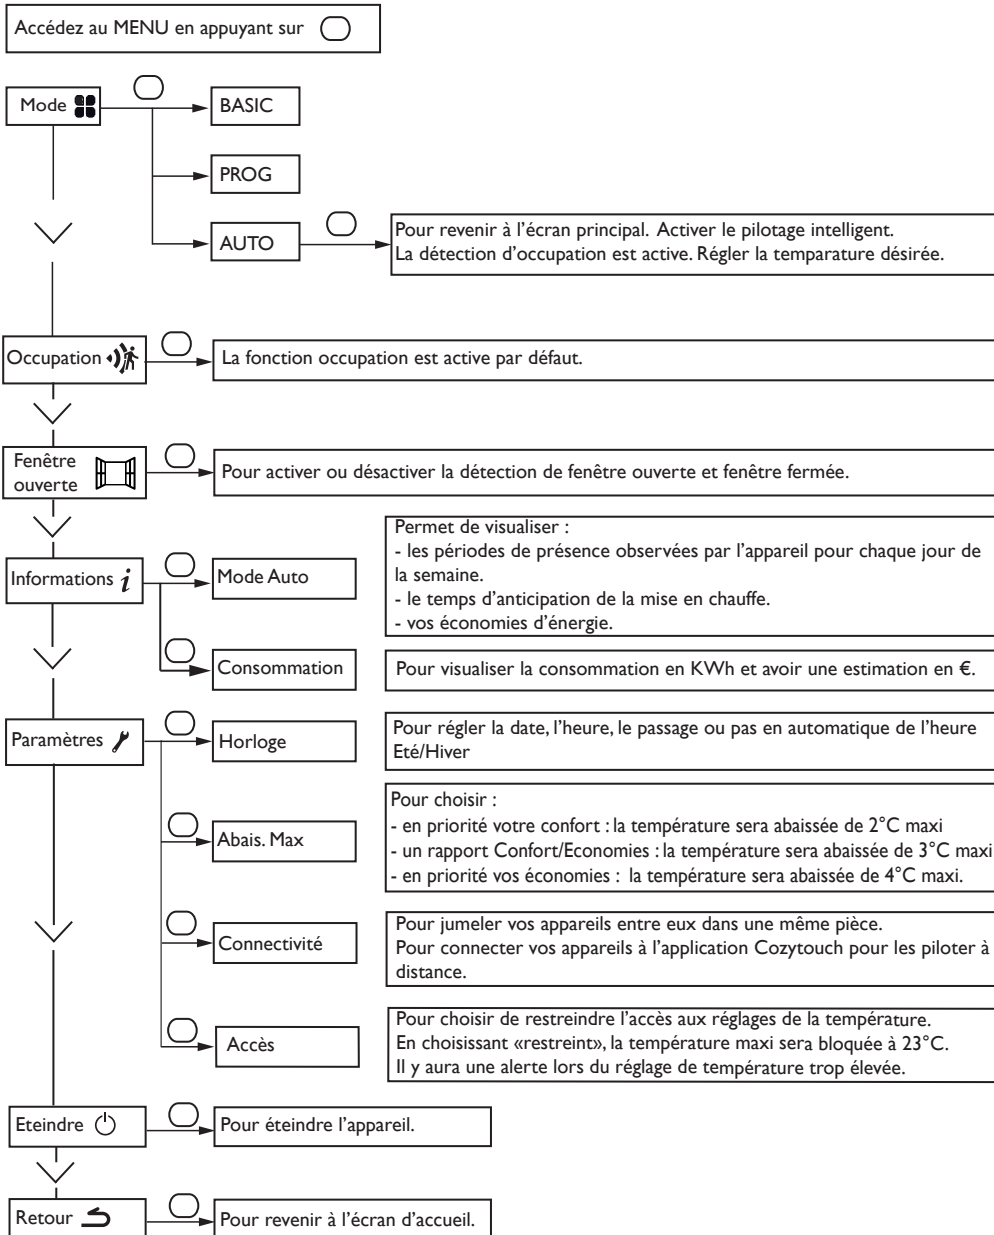 Accédez au MENU en appuyant sur
Mode
BASIC
PROG
AUTO
Pour revenir à l'écran principal. Activer le pilotage intelligent.
La détection d'occupation est active. Régler la temparature désirée.
Occupation
La fonction occupation est active par défaut.
Fenêtre
ouverte
Pour activer ou désactiver la détection de fenêtre ouverte et fenêtre fermée.
Informations i
Mode Auto
Permet de visualiser :
- les périodes de présence observées par l'appareil pour chaque jour de
la semaine.
- le temps d'anticipation de la mise en chauffe.
- vos économies d'énergie.
Consommation
Pour visualiser la consommation en KWh et avoir une estimation en €.
Paramètres
Horloge
Pour régler la date, l'heure, le passage ou pas en automatique de l'heure
Eté/Hiver
Abais. Max
Pour choisir :
- en priorité votre confort : la température sera abaissée de 2°C maxi
- un rapport Confort/Economies : la température sera abaissée de 3°C maxi
- en priorité vos économies : la température sera abaissée de 4°C maxi.
Connectivité
Pour jumeler vos appareils entre eux dans une même pièce.
Pour connecter vos appareils à l'application Cozytouch pour les piloter à
distance.
Accès
Pour choisir de restreindre l'accès aux réglages de la température.
En choisissant «restreint», la température maxi sera bloquée à 23°C.
Il y aura une alerte lors du réglage de température trop élevée.
Eteindre
Pour éteindre l'appareil.
Retour
Pour revenir à l'écran d'accueil.